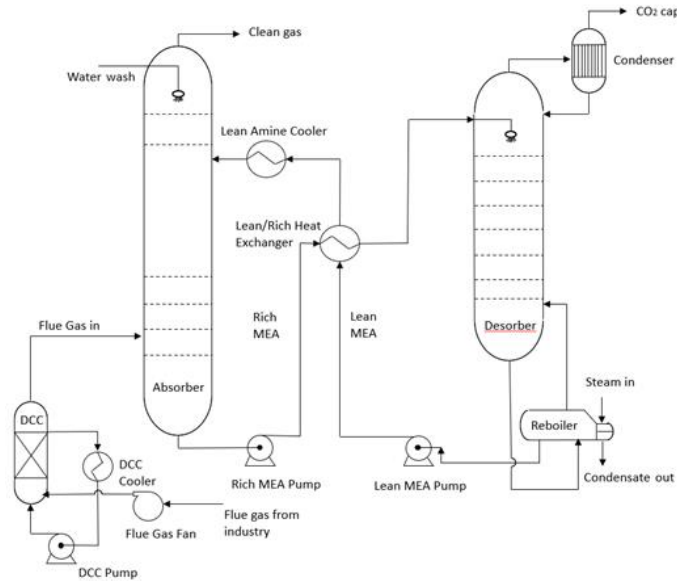 Clean gas
CO₂ cap
Condenser
Water wash
Lean Amine Cooler
Lean/Rich Heat
Exchanger
Rich
MEA
Lean
MEA
Flue Gas in
Desorber
Absorber
Steam in
Reboiler
DCC
DCC
Cooler
Rich MEA Pump
Lean MEA Pump
Condensate out
Flue gas from
industry
Flue Gas Fan
DCC Pump